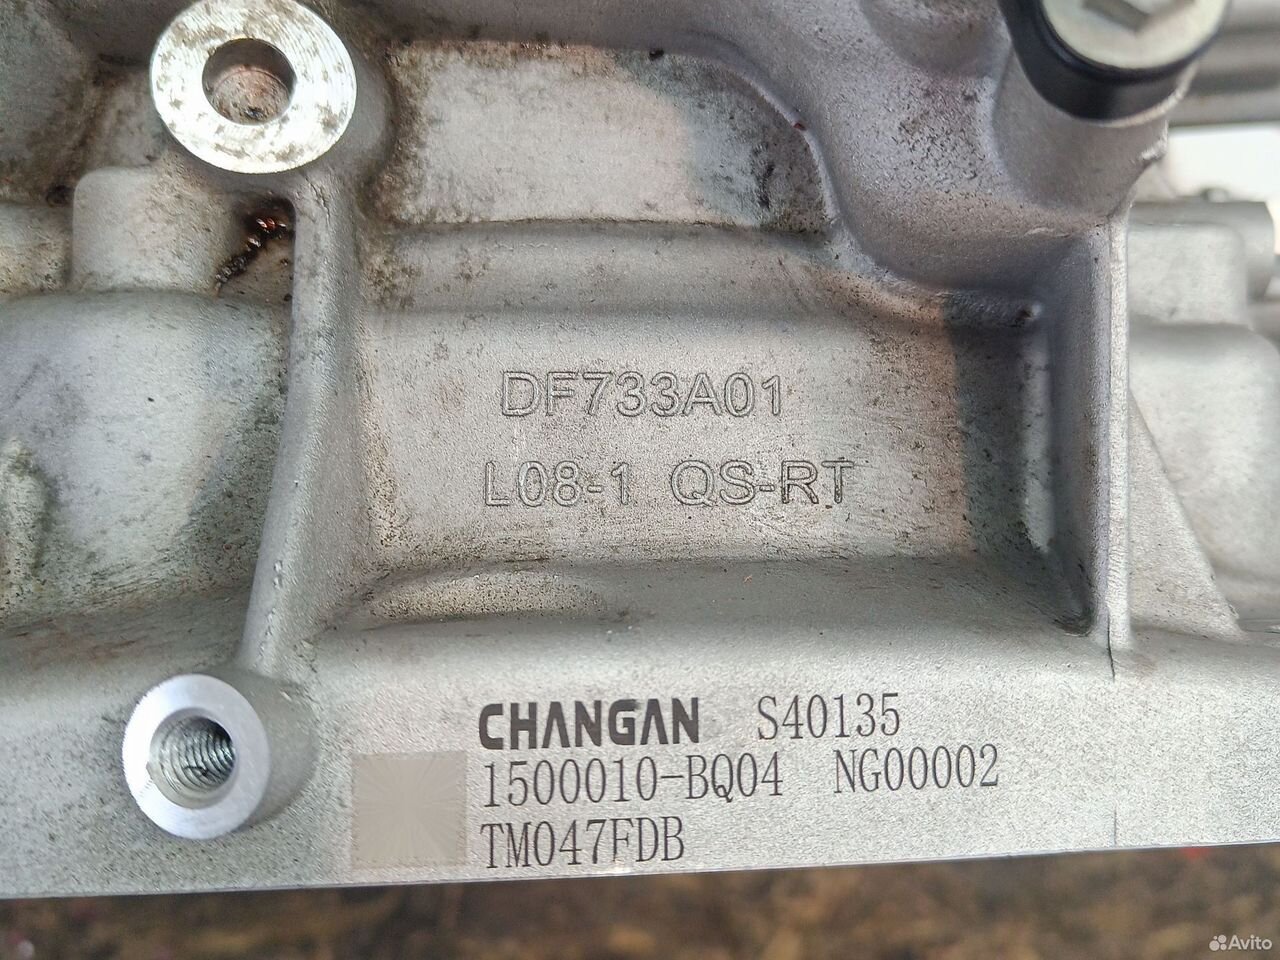 DF733A01
L08-1 QS-RT
CHANGAN S40135
1500010-BQ04 NG00002
TM047FDB
Avito